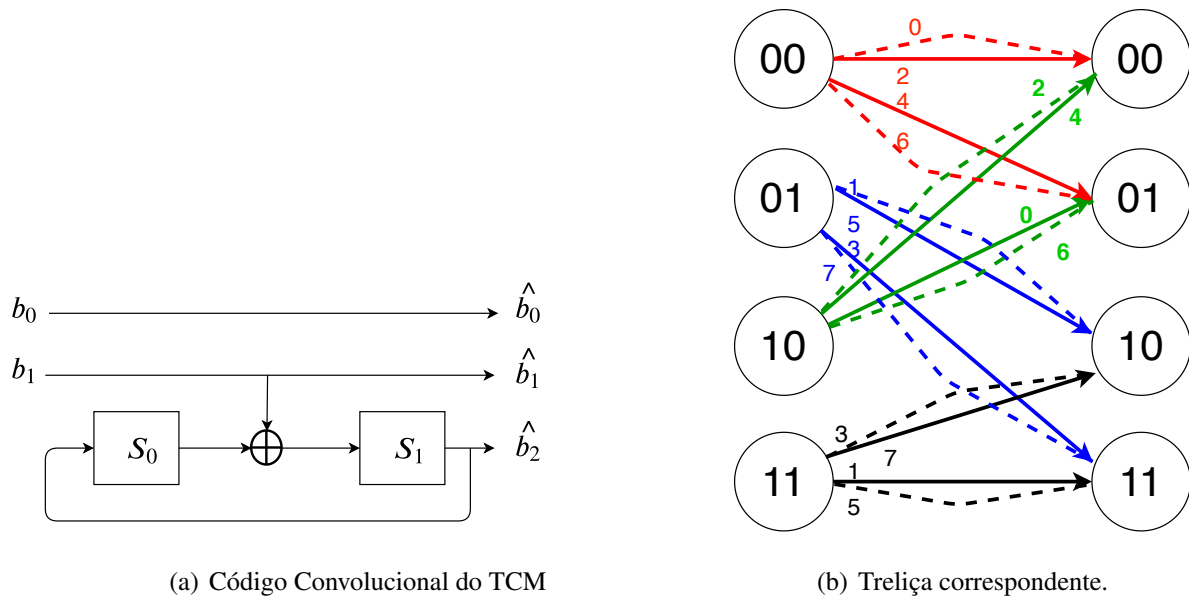 b₀
b̂₀
b₁
b̂₁
S₀
S₁
b̂₂
(a) Código Convolucional do TCM
00
0
2
4
6
2
4
00
01
1
5
3
7
0
6
01
10
10
11
3
7
1
5
11
(b) Treliça correspondente.